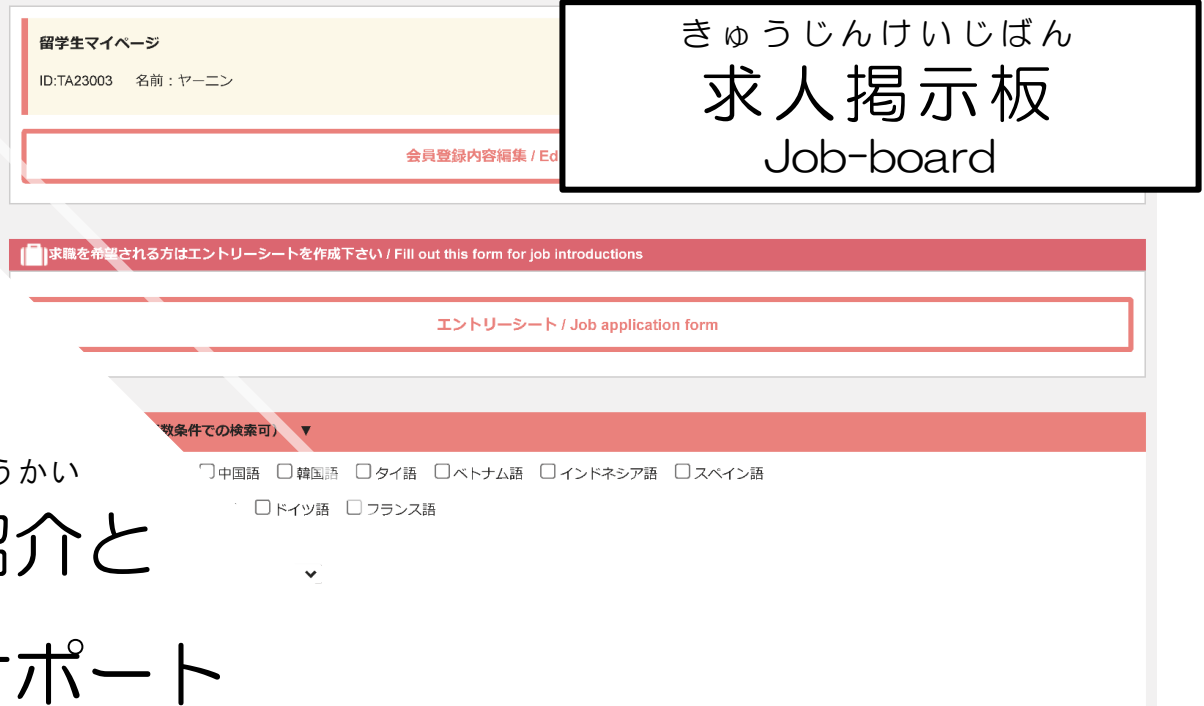 留学生マイページ
ID:TA23003 名前：ヤーニン
会員登録内容編集 / Ed
きゅうじんけいじばん
求人掲示板
Job-board
求職を希望される方はエントリーシートを作成下さい / Fill out this form for job introductions
エントリーシート / Job application form
数条件での検索可） ▼
中国語 韓国語 タイ語 ベトナム語 インドネシア語 スペイン語
ドイツ語 フランス語
うかい
介と
ポート